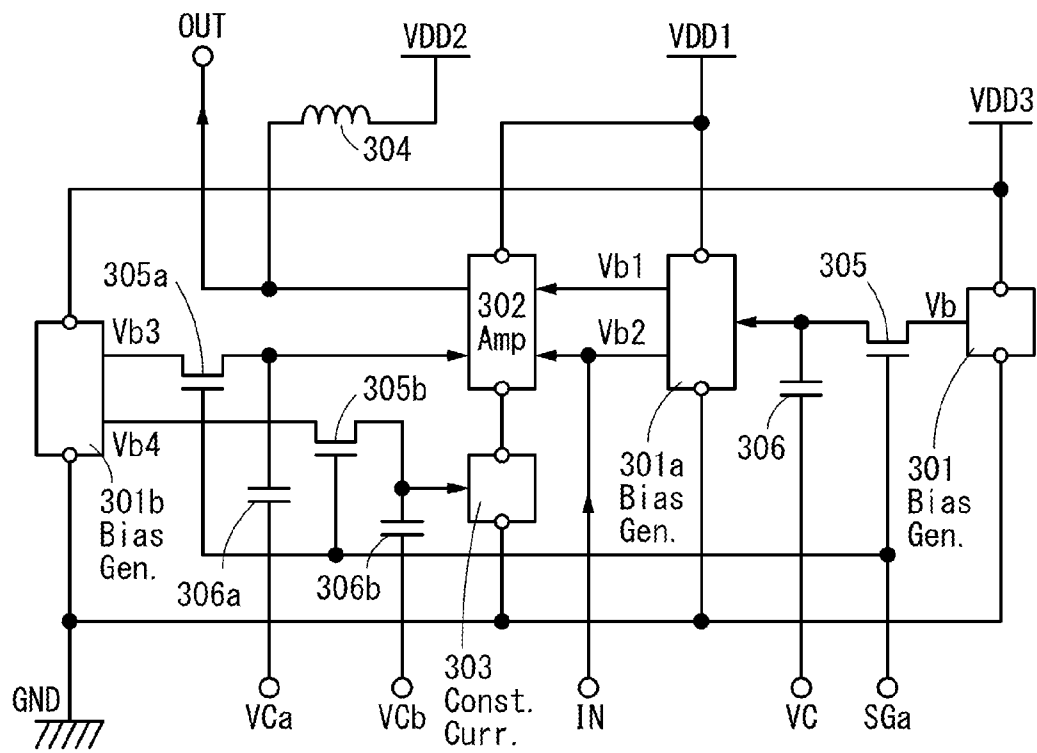 OUT
VDD2
VDD1
VDD3
304
305a
302
Amp
Vb1
305
Vb3
Vb2
Vb
305b
Vb4
306
301a
Bias
Gen.
301
Bias
Gen.
301b
Bias
Gen.
306a
306b
303
Const.
Curr.
GND
VCa
VCb
IN
VC
SGa